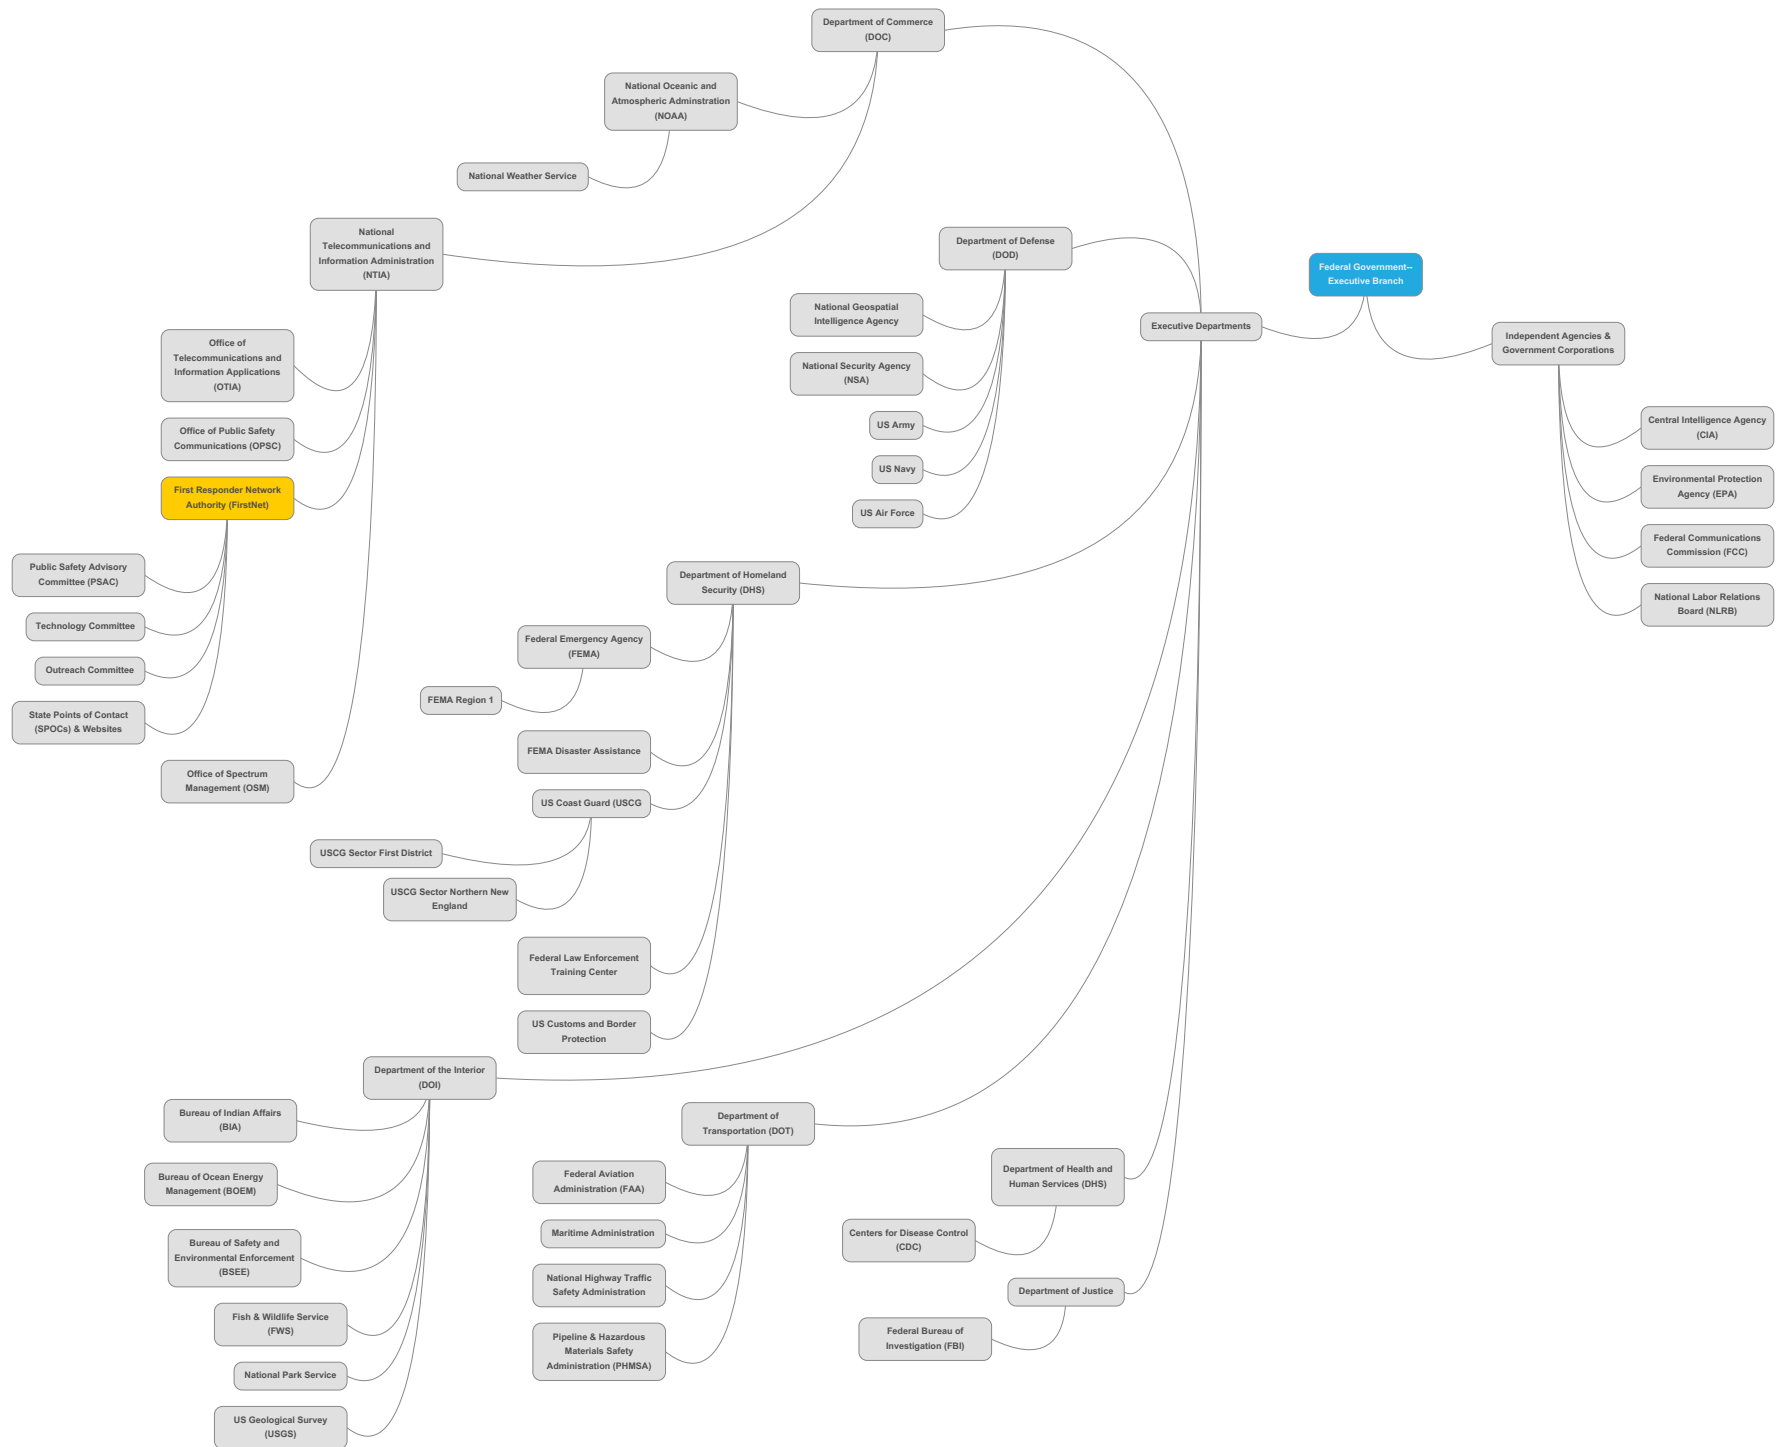 Department of Commerce
(DOC)
National Oceanic and
Atmospheric Adminstration
(NOAA)
National Weather Service
National
Telecommunications and
Information Administration
(NTIA)
Office of
Telecommunications and
Information Applications
(OTIA)
Office of Public Safety
Communications (OPSC)
First Responder Network
Authority (FirstNet)
Public Safety Advisory
Committee (PSAC)
Technology Committee
Outreach Committee
State Points of Contact
(SPOCs) & Websites
Office of Spectrum
Management (OSM)
Department of Defense
(DOD)
National Geospatial
Intelligence Agency
National Security Agency
(NSA)
US Army
US Navy
US Air Force
Federal Government--
Executive Branch
Executive Departments
Independent Agencies &
Government Corporations
Central Intelligence Agency
(CIA)
Environmental Protection
Agency (EPA)
Federal Communications
Commission (FCC)
National Labor Relations
Board (NLRB)
Department of Homeland
Security (DHS)
Federal Emergency Agency
(FEMA)
FEMA Region 1
FEMA Disaster Assistance
US Coast Guard (USCG
USCG Sector First District
USCG Sector Northern New
England
Federal Law Enforcement
Training Center
US Customs and Border
Protection
Department of the Interior
(DOI)
Bureau of Indian Affairs
(BIA)
Bureau of Ocean Energy
Management (BOEM)
Bureau of Safety and
Environmental Enforcement
(BSEE)
Fish & Wildlife Service
(FWS)
National Park Service
US Geological Survey
(USGS)
Department of
Transportation (DOT)
Federal Aviation
Administration (FAA)
Maritime Administration
National Highway Traffic
Safety Administration
Pipeline & Hazardous
Materials Safety
Administration (PHMSA)
Department of Health and
Human Services (DHS)
Centers for Disease Control
(CDC)
Department of Justice
Federal Bureau of
Investigation (FBI)